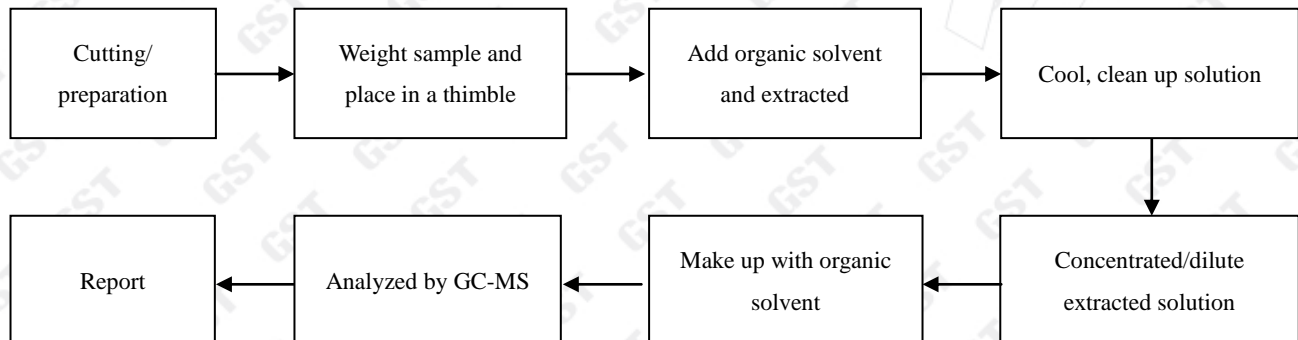 Cutting/
preparation
Weight sample and
place in a thimble
Add organic solvent
and extracted
Cool, clean up solution
Concentrated/dilute
extracted solution
Make up with organic
solvent
Analyzed by GC-MS
Report
GST